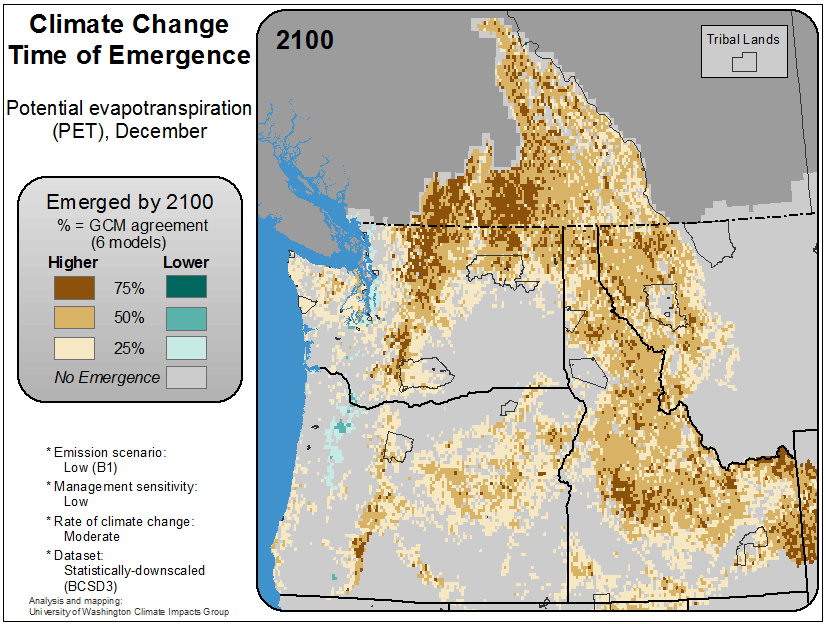 Climate Change
Time of Emergence
Potential evapotranspiration
(PET), December
Emerged by 2100
% = GCM agreement
(6 models)
Higher Lower
75%
50%
25%
No Emergence
* Emission scenario:
Low (B1)
* Management sensitivity:
Low
* Rate of climate change:
Moderate
* Dataset:
Statistically-downscaled
(BCSD3)
Analysis and mapping:
University of Washington Climate Impacts Group
2100
Tribal Lands